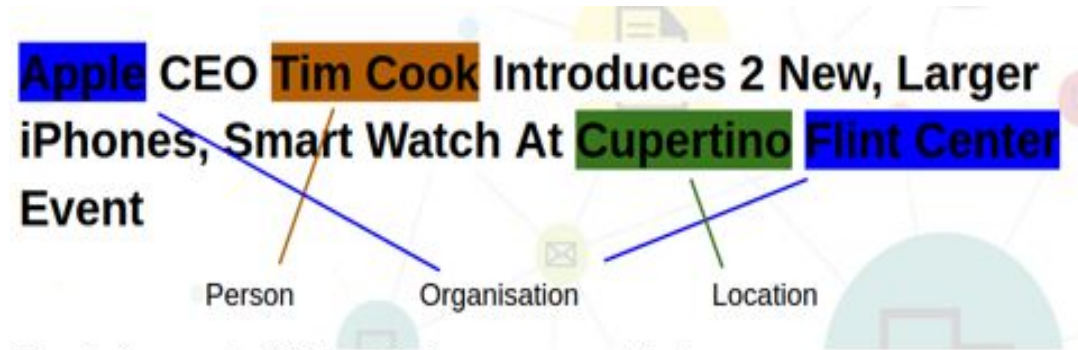 Apple CEO Tim Cook Introduces 2 New, Larger
iPhones, Smart Watch At Cupertino Flint Center
Event
Person Organisation Location